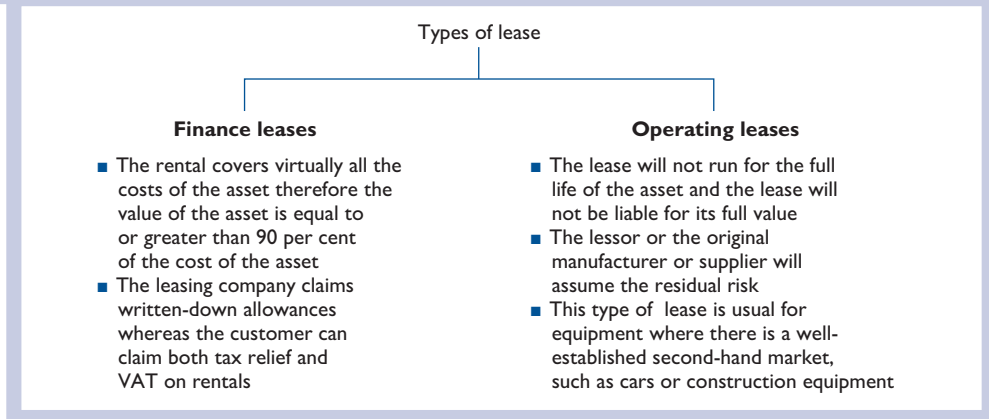 Types of lease
Finance leases
■ The rental covers virtually all the
costs of the asset therefore the
value of the asset is equal to
or greater than 90 per cent
of the cost of the asset
■ The leasing company claims
written-down allowances
whereas the customer can
claim both tax relief and
VAT on rentals
Operating leases
■ The lease will not run for the full
life of the asset and the lease will
not be liable for its full value
■ The lessor or the original
manufacturer or supplier will
assume the residual risk
■ This type of lease is usual for
equipment where there is a well-
established second-hand market,
such as cars or construction equipment